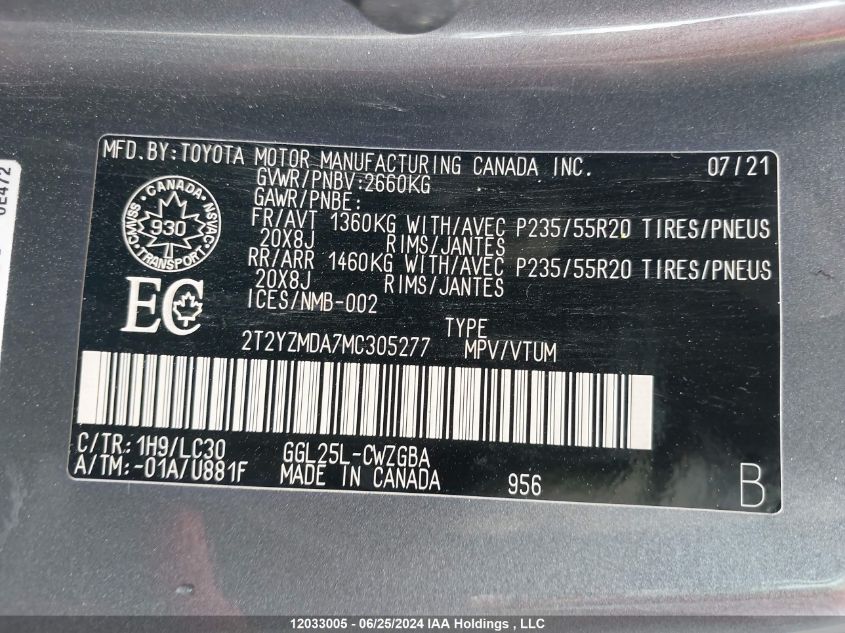 MFD.BY:TOYOTA MOTOR MANUFACTURING CANADA INC. 07/21
GVWR/PNBV:2660KG
GAWR/PNBE:
FR/AVT 1360KG WITH/AVEC P235/55R20 TIRES/PNEUS
20X8J RIMS/JANTES
RR/ARR 1460KG WITH/AVEC P235/55R20 TIRES/PNEUS
20X8J RIMS/JANTES
ICES/NMB-002
CANADA
CMVSS 930 NSVAC
TRANSPORT
EC
TYPE
2T2YZMDA7MC305277 MPV/VTUM
C/TR:1H9/LC30 GGL25L-CWZGBA
A/TM:-01A/U881F MADE IN CANADA 956 B
0E472
12033005 - 06/25/2024 IAA Holdings , LLC